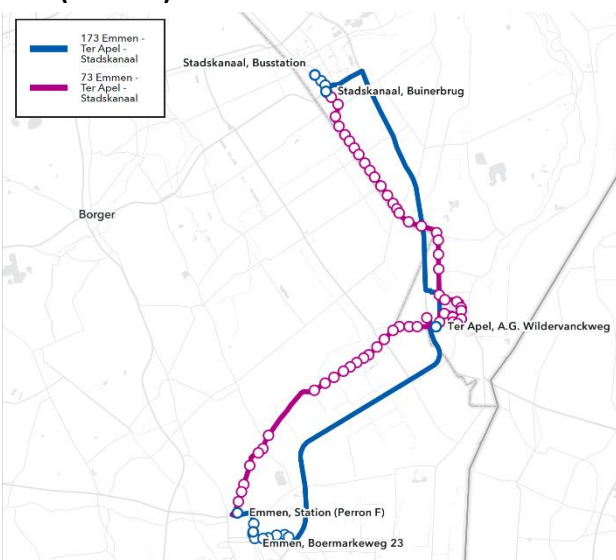 173 Emmen -
Ter Apel -
Stadskanaal
73 Emmen -
Ter Apel -
Stadskanaal
Stadskanaal, Busstation
Stadskanaal, Buinerbrug
Borger
Ter Apel, A.G. Wildervanckweg
Emmen, Station (Perron F)
Emmen, Boermarkeweg 23